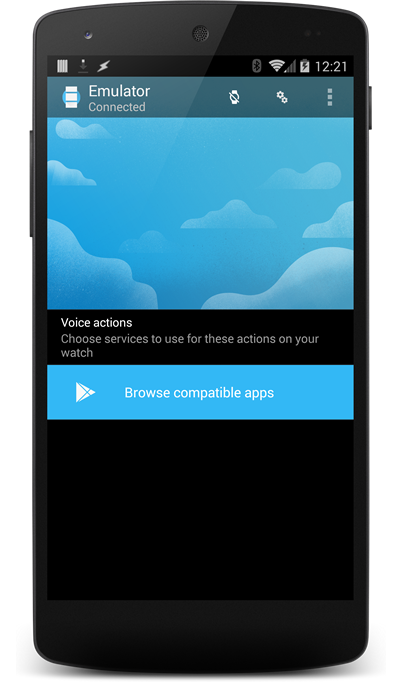 12:21
Emulator
Connected
Voice actions
Choose services to use for these actions on your
watch
Browse compatible apps